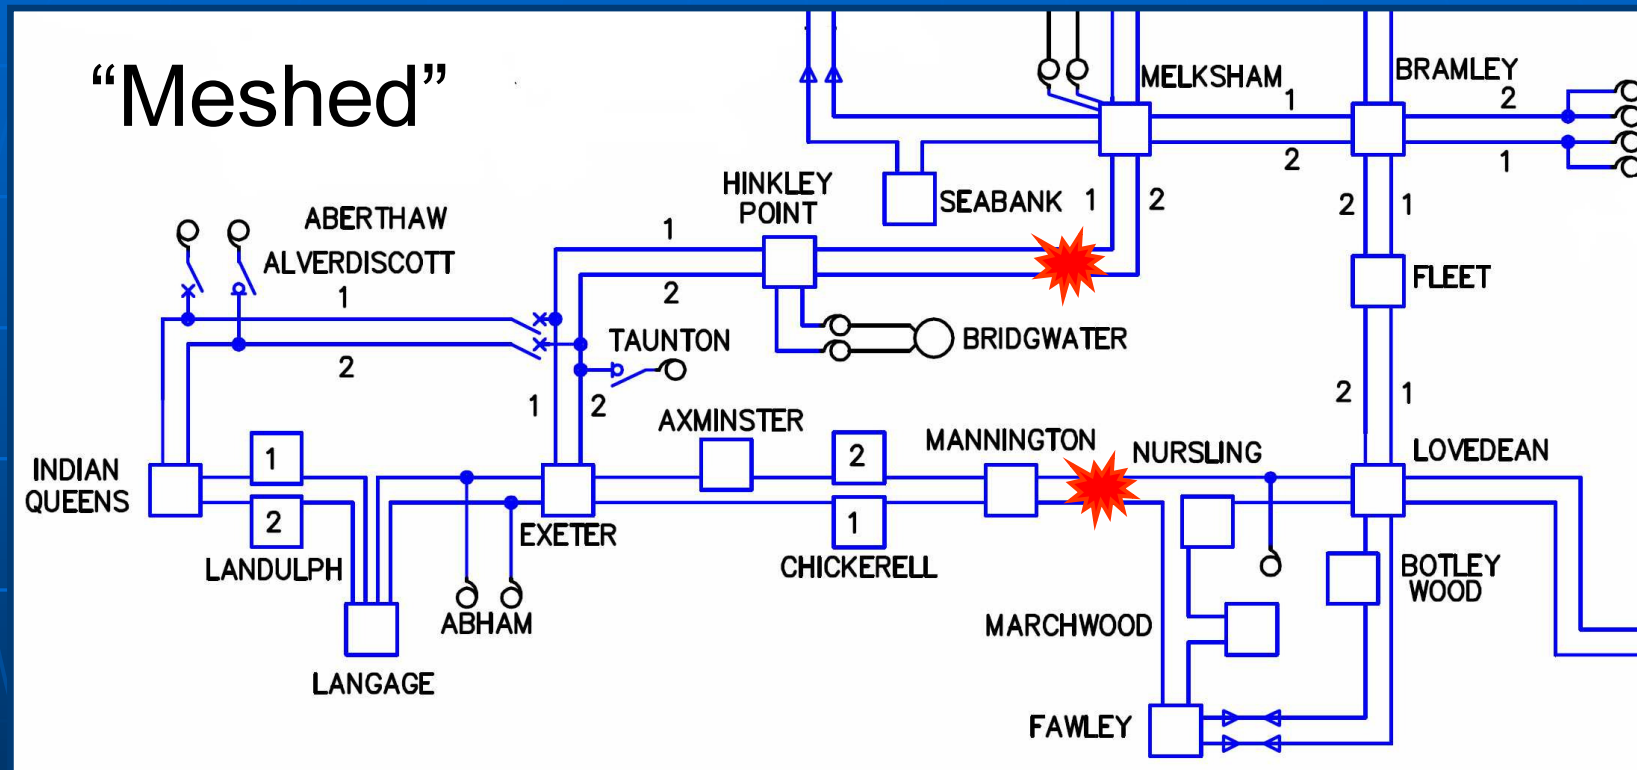 “Meshed”
MELKSHAM
BRAMLEY
1
2
2
1
HINKLEY
POINT
SEABANK
1
2
2
1
ABERTHAW
ALVERDISCOTT
1
1
2
FLEET
TAUNTON
BRIDGWATER
2
1
2
2
1
AXMINSTER
MANNINGTON
NURSLING
LOVEDEAN
INDIAN
QUEENS
1
2
2
1
EXETER
LANDULPH
CHICKERELL
BOTLEY
WOOD
ABHAM
MARCHWOOD
LANGAGE
FAWLEY